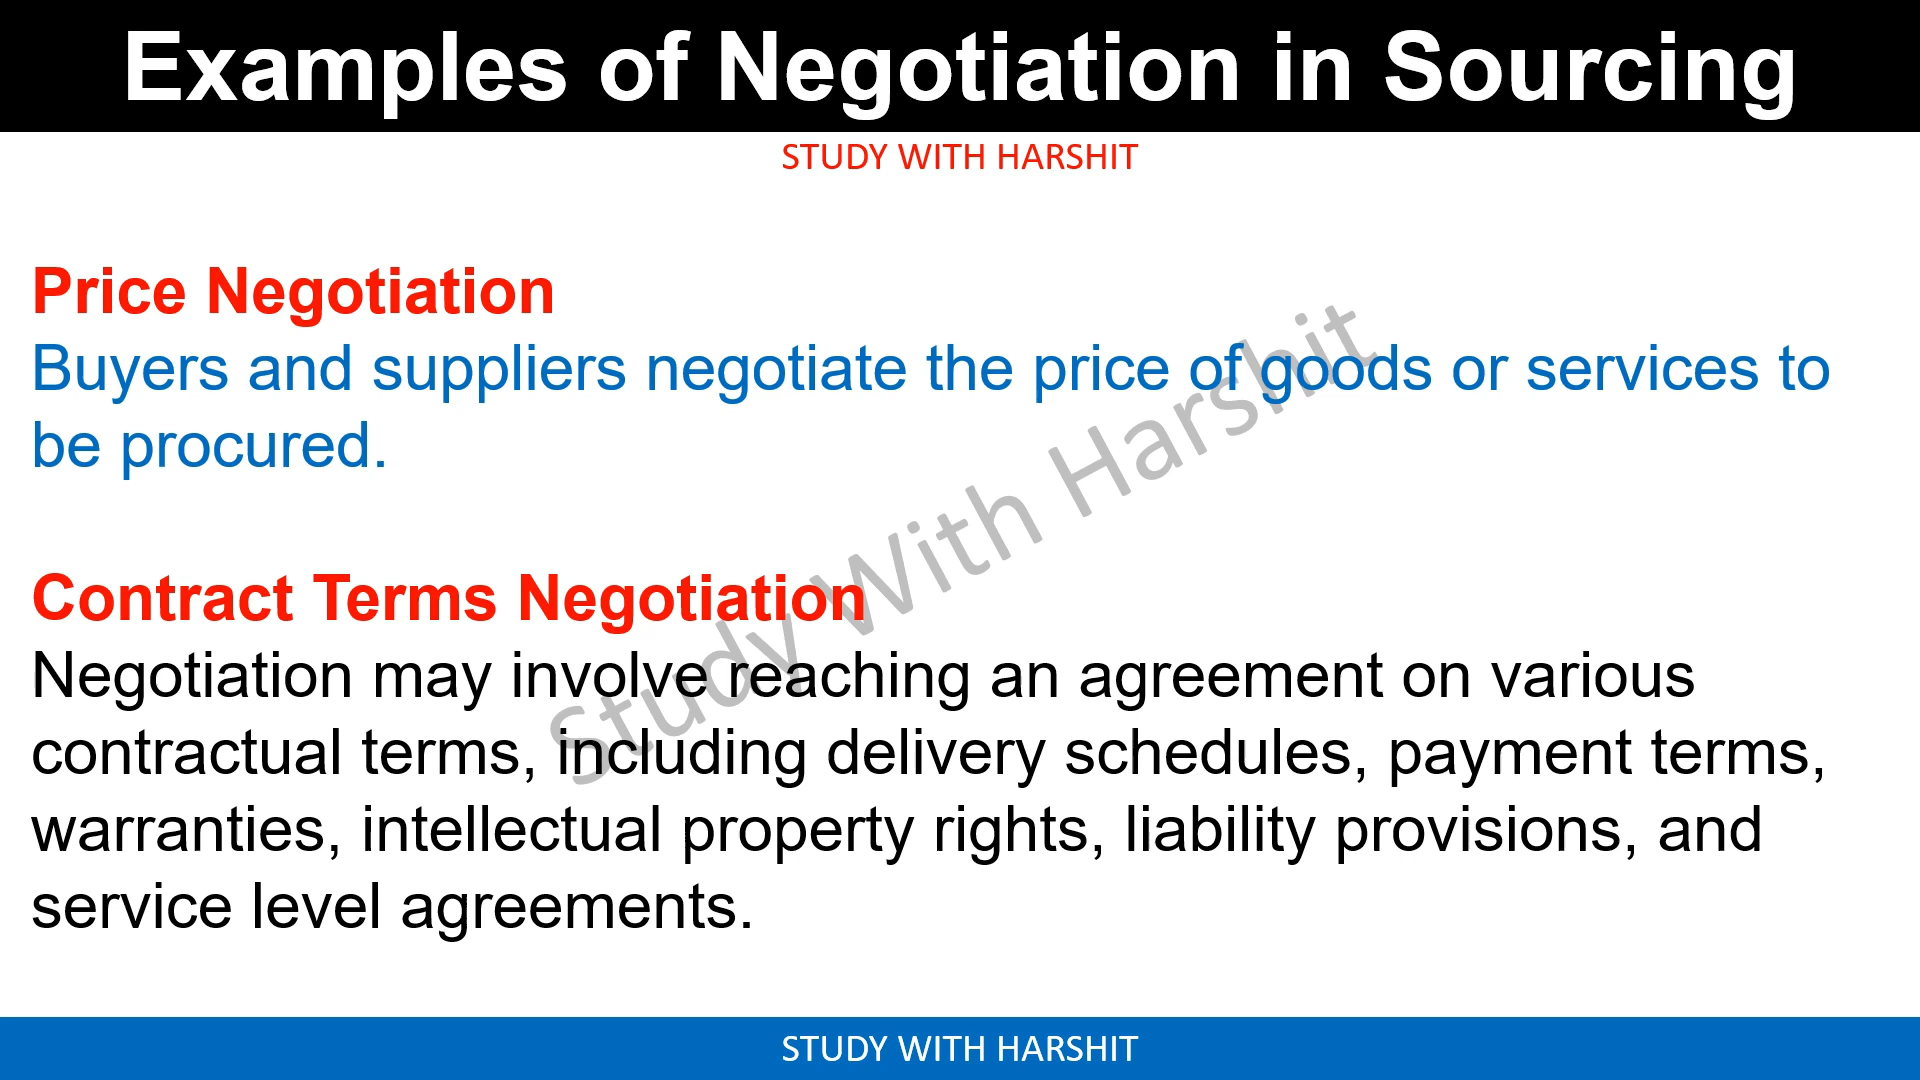 Examples of Negotiation in Sourcing
STUDY WITH HARSHIT
Price Negotiation
Buyers and suppliers negotiate the price of goods or services to
be procured.
Contract Terms Negotiation
Negotiation may involve reaching an agreement on various
contractual terms, including delivery schedules, payment terms,
warranties, intellectual property rights, liability provisions, and
service level agreements.
Study With Harshit
STUDY WITH HARSHIT